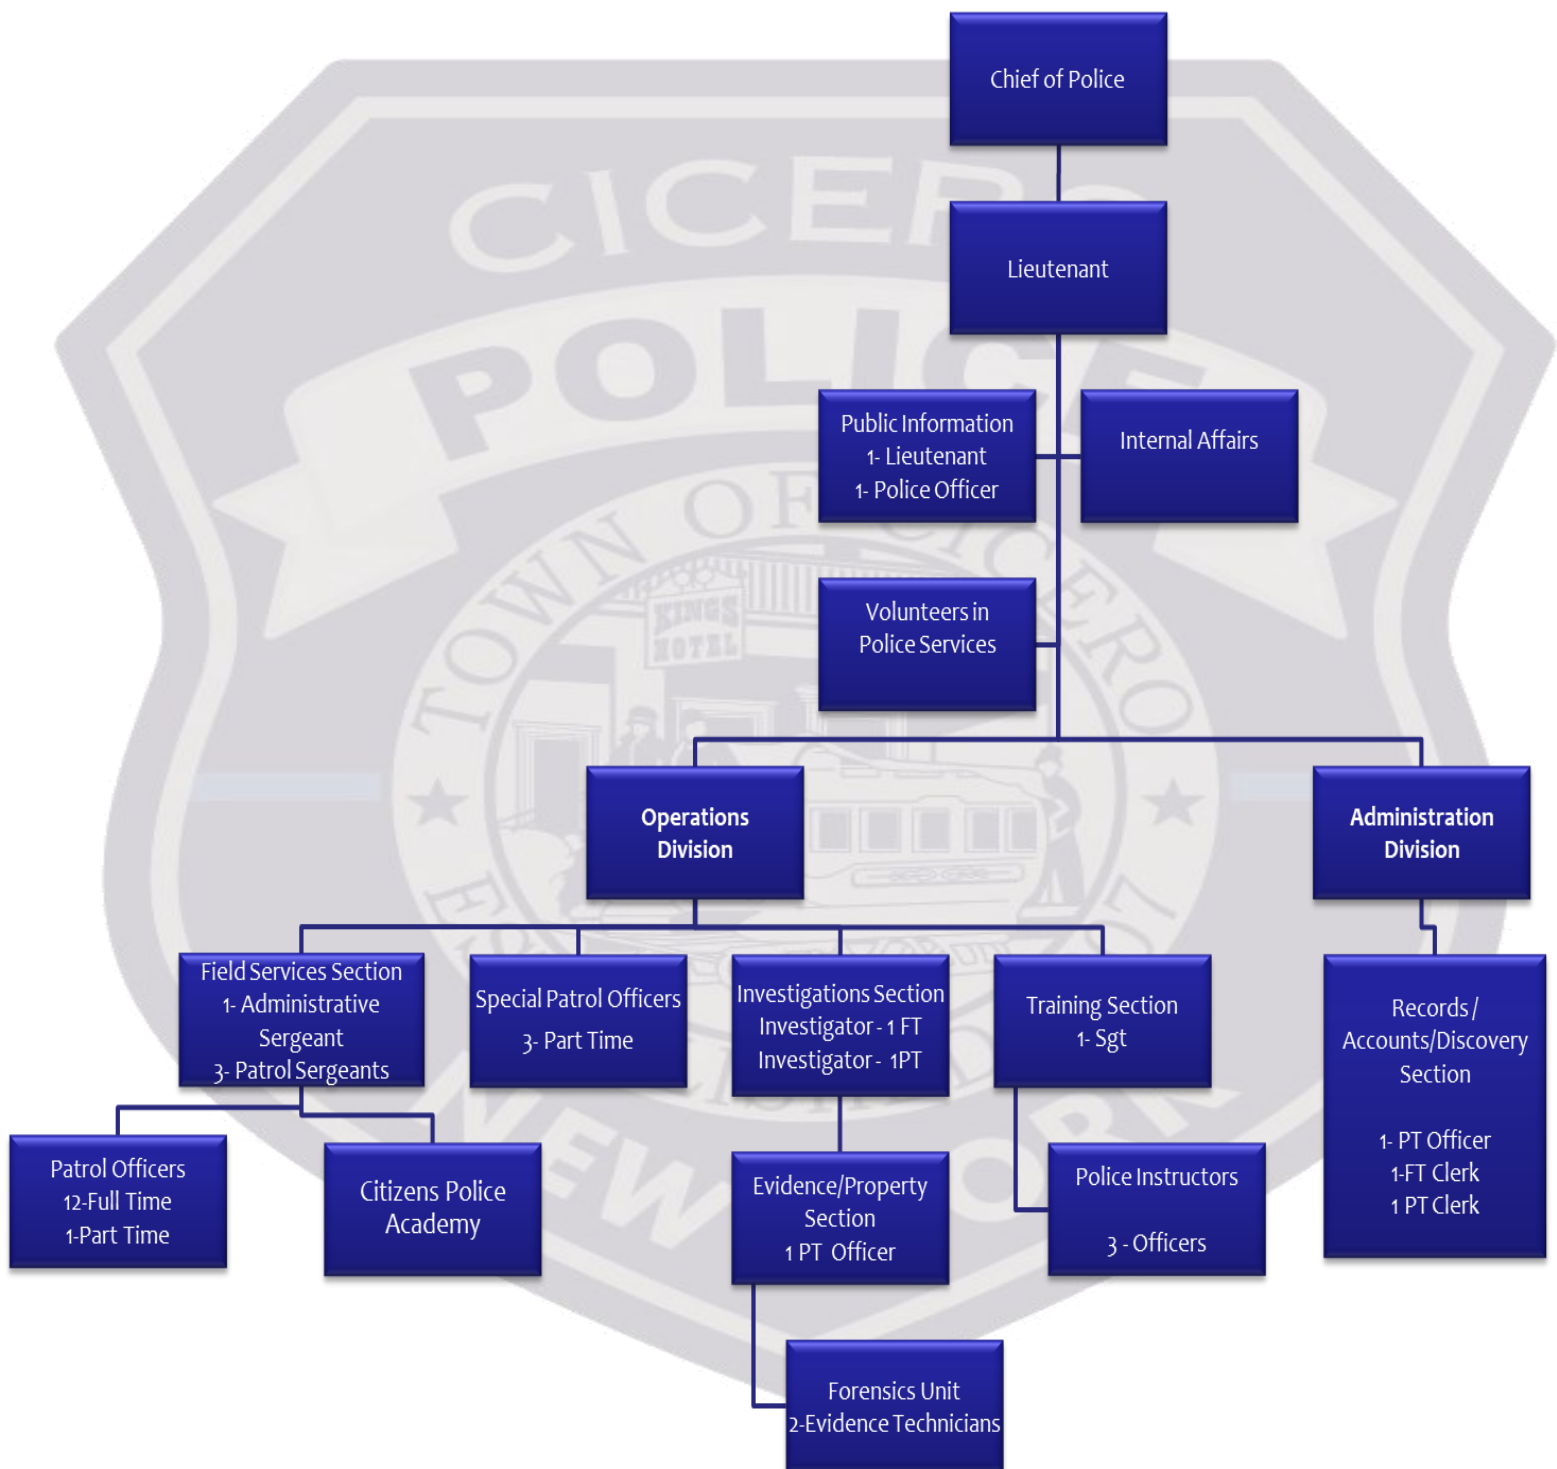 Chief of Police
Lieutenant
Public Information
1- Lieutenant
1- Police Officer
Internal Affairs
Volunteers in
Police Services
Operations
Division
Administration
Division
Field Services Section
1- Administrative
Sergeant
3- Patrol Sergeants
Special Patrol Officers
3- Part Time
Investigations Section
Investigator - 1 FT
Investigator - 1PT
Training Section
1- Sgt
Records /
Accounts/Discovery
Section
1- PT Officer
1-FT Clerk
1 PT Clerk
Patrol Officers
12-Full Time
1-Part Time
Citizens Police
Academy
Evidence/Property
Section
1 PT Officer
Police Instructors
3 - Officers
Forensics Unit
2-Evidence Technicians
CICERO
POLICE
TOWN OF CICERO
KINGS
HOTEL
NEW YORK